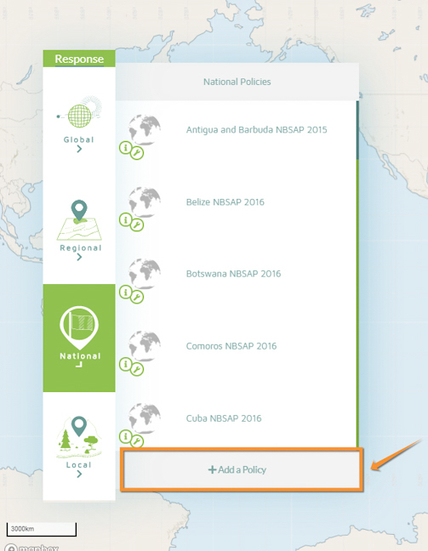 Response
National Policies
Global
Antigua and Barbuda NBSAP 2015
Regional
Belize NBSAP 2016
Botswana NBSAP 2016
National
Comoros NBSAP 2016
Local
Cuba NBSAP 2016
+ Add a Policy
3000km
mapbox